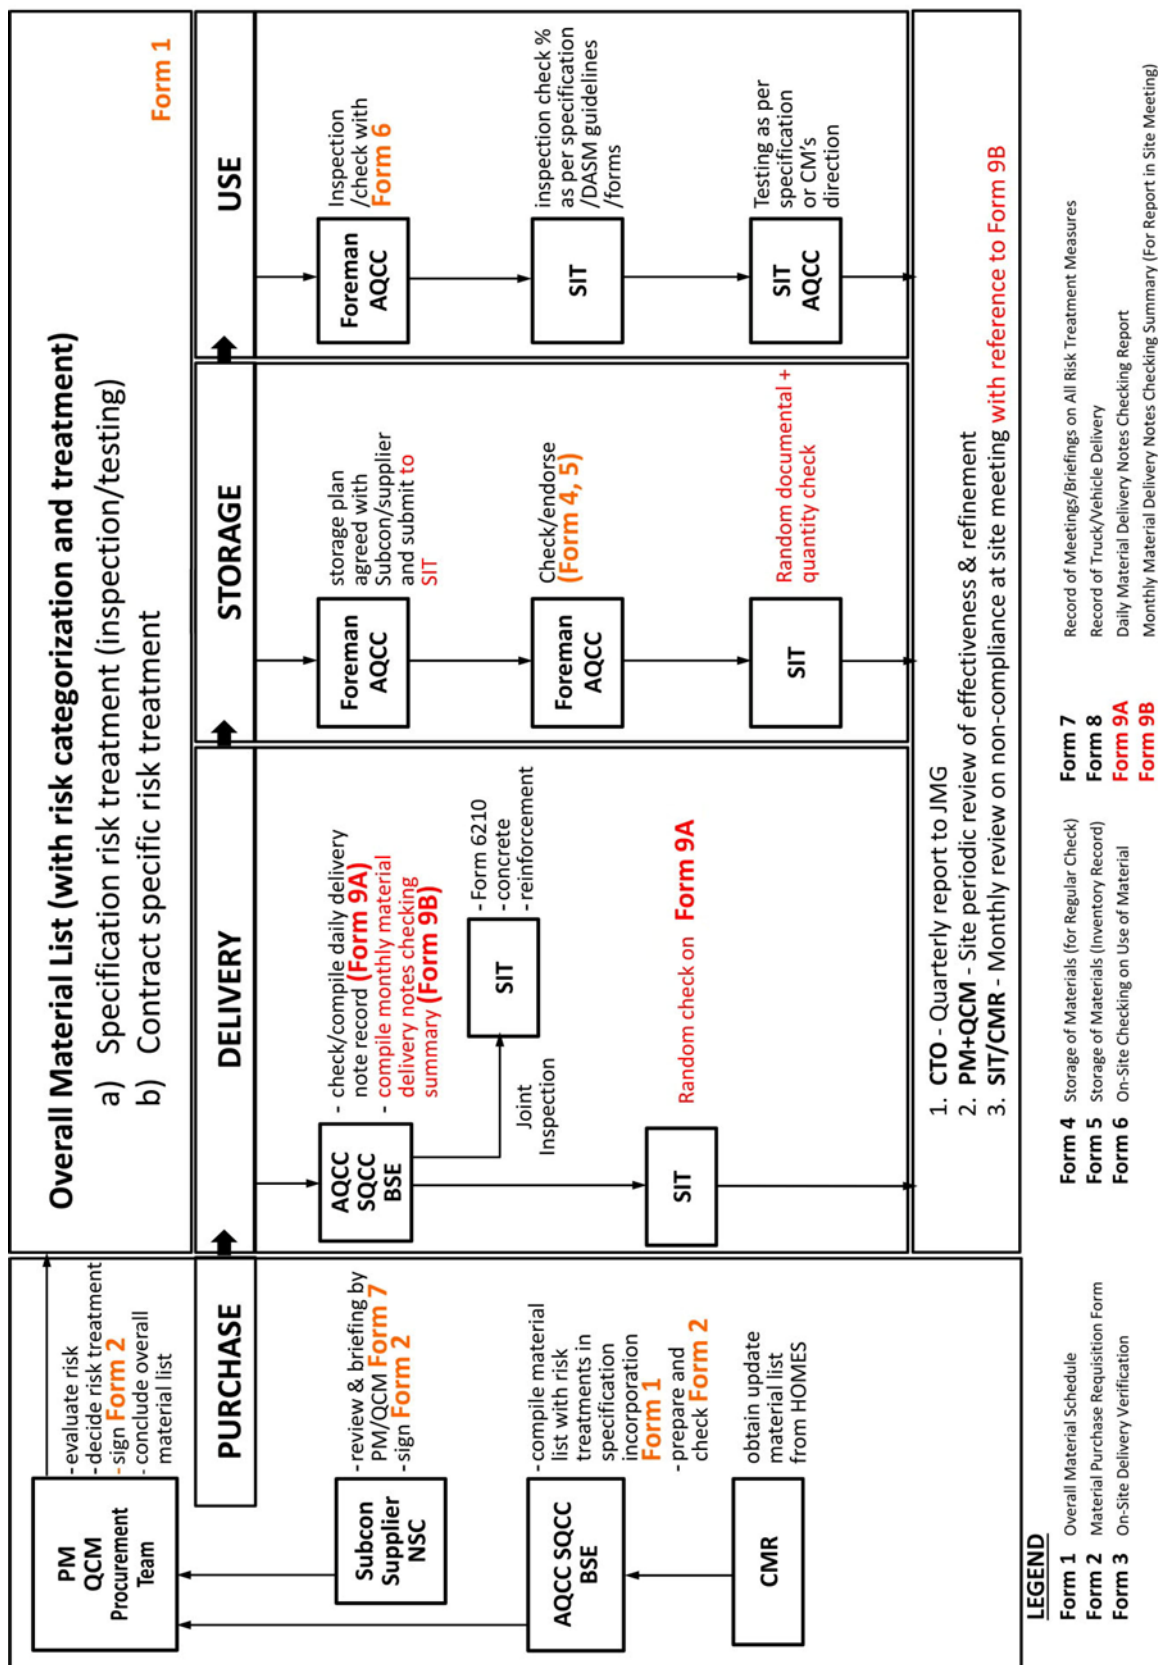 Overall Material List (with risk categorization and treatment)
a) Specification risk treatment (inspection/testing)
b) Contract specific risk treatment
Form 1
PM
QCM
Procurement
Team
- evaluate risk
- decide risk treatment
- sign Form 2
- conclude overall
material list
PURCHASE
Subcon
Supplier
NSC
-review & briefing by
PM/QCM Form 7
- sign Form 2
AQCC SQCC
BSE
- compile material
list with risk
treatments in
specification
incorporation
Form 1
- prepare and
check Form 2
CMR
obtain update
material list
from HOMES
DELIVERY
AQCC
SQCC
BSE
- check/compile daily delivery
note record (Form 9A)
- compile monthly material
delivery notes checking
summary (Form 9B)
Joint
Inspection
SIT
- Form 6210
- concrete
- reinforcement
SIT
Random check on Form 9A
STORAGE
Foreman
AQCC
storage plan
agreed with
Subcon/supplier
and submit to
SIT
Foreman
AQCC
Check/endorse
(Form 4, 5)
SIT
Random documental +
quantity check
USE
Foreman
AQCC
Inspection
/check with
Form 6
SIT
inspection check %
as per specification
/DASM guidelines
/forms
SIT
AQCC
Testing as per
specification
or CM's
direction
1. CTO - Quarterly report to JMG
2. PM+QCM - Site periodic review of effectiveness & refinement
3. SIT/CMR - Monthly review on non-compliance at site meeting with reference to Form 9B
LEGEND
Form 1 Overall Material Schedule
Form 2 Material Purchase Requisition Form
Form 3 On-Site Delivery Verification
Form 4 Storage of Materials (for Regular Check)
Form 5 Storage of Materials (Inventory Record)
Form 6 On-Site Checking on Use of Material
Form 7 Record of Meetings/Briefings on All Risk Treatment Measures
Form 8 Record of Truck/Vehicle Delivery
Form 9A Daily Material Delivery Notes Checking Report
Form 9B Monthly Material Delivery Notes Checking Summary (For Report in Site Meeting)